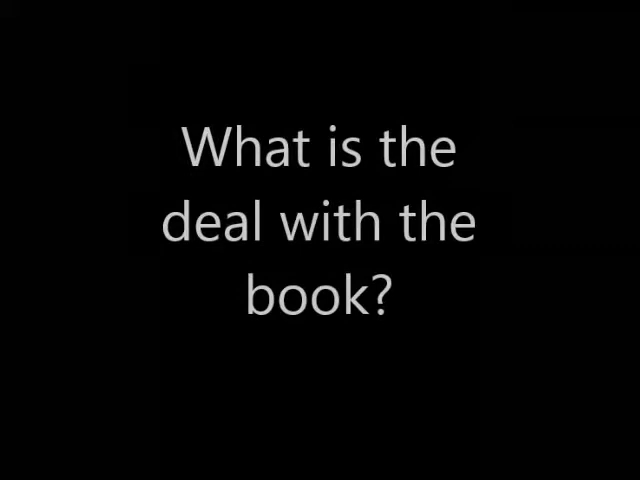 What is the
deal with the
book?